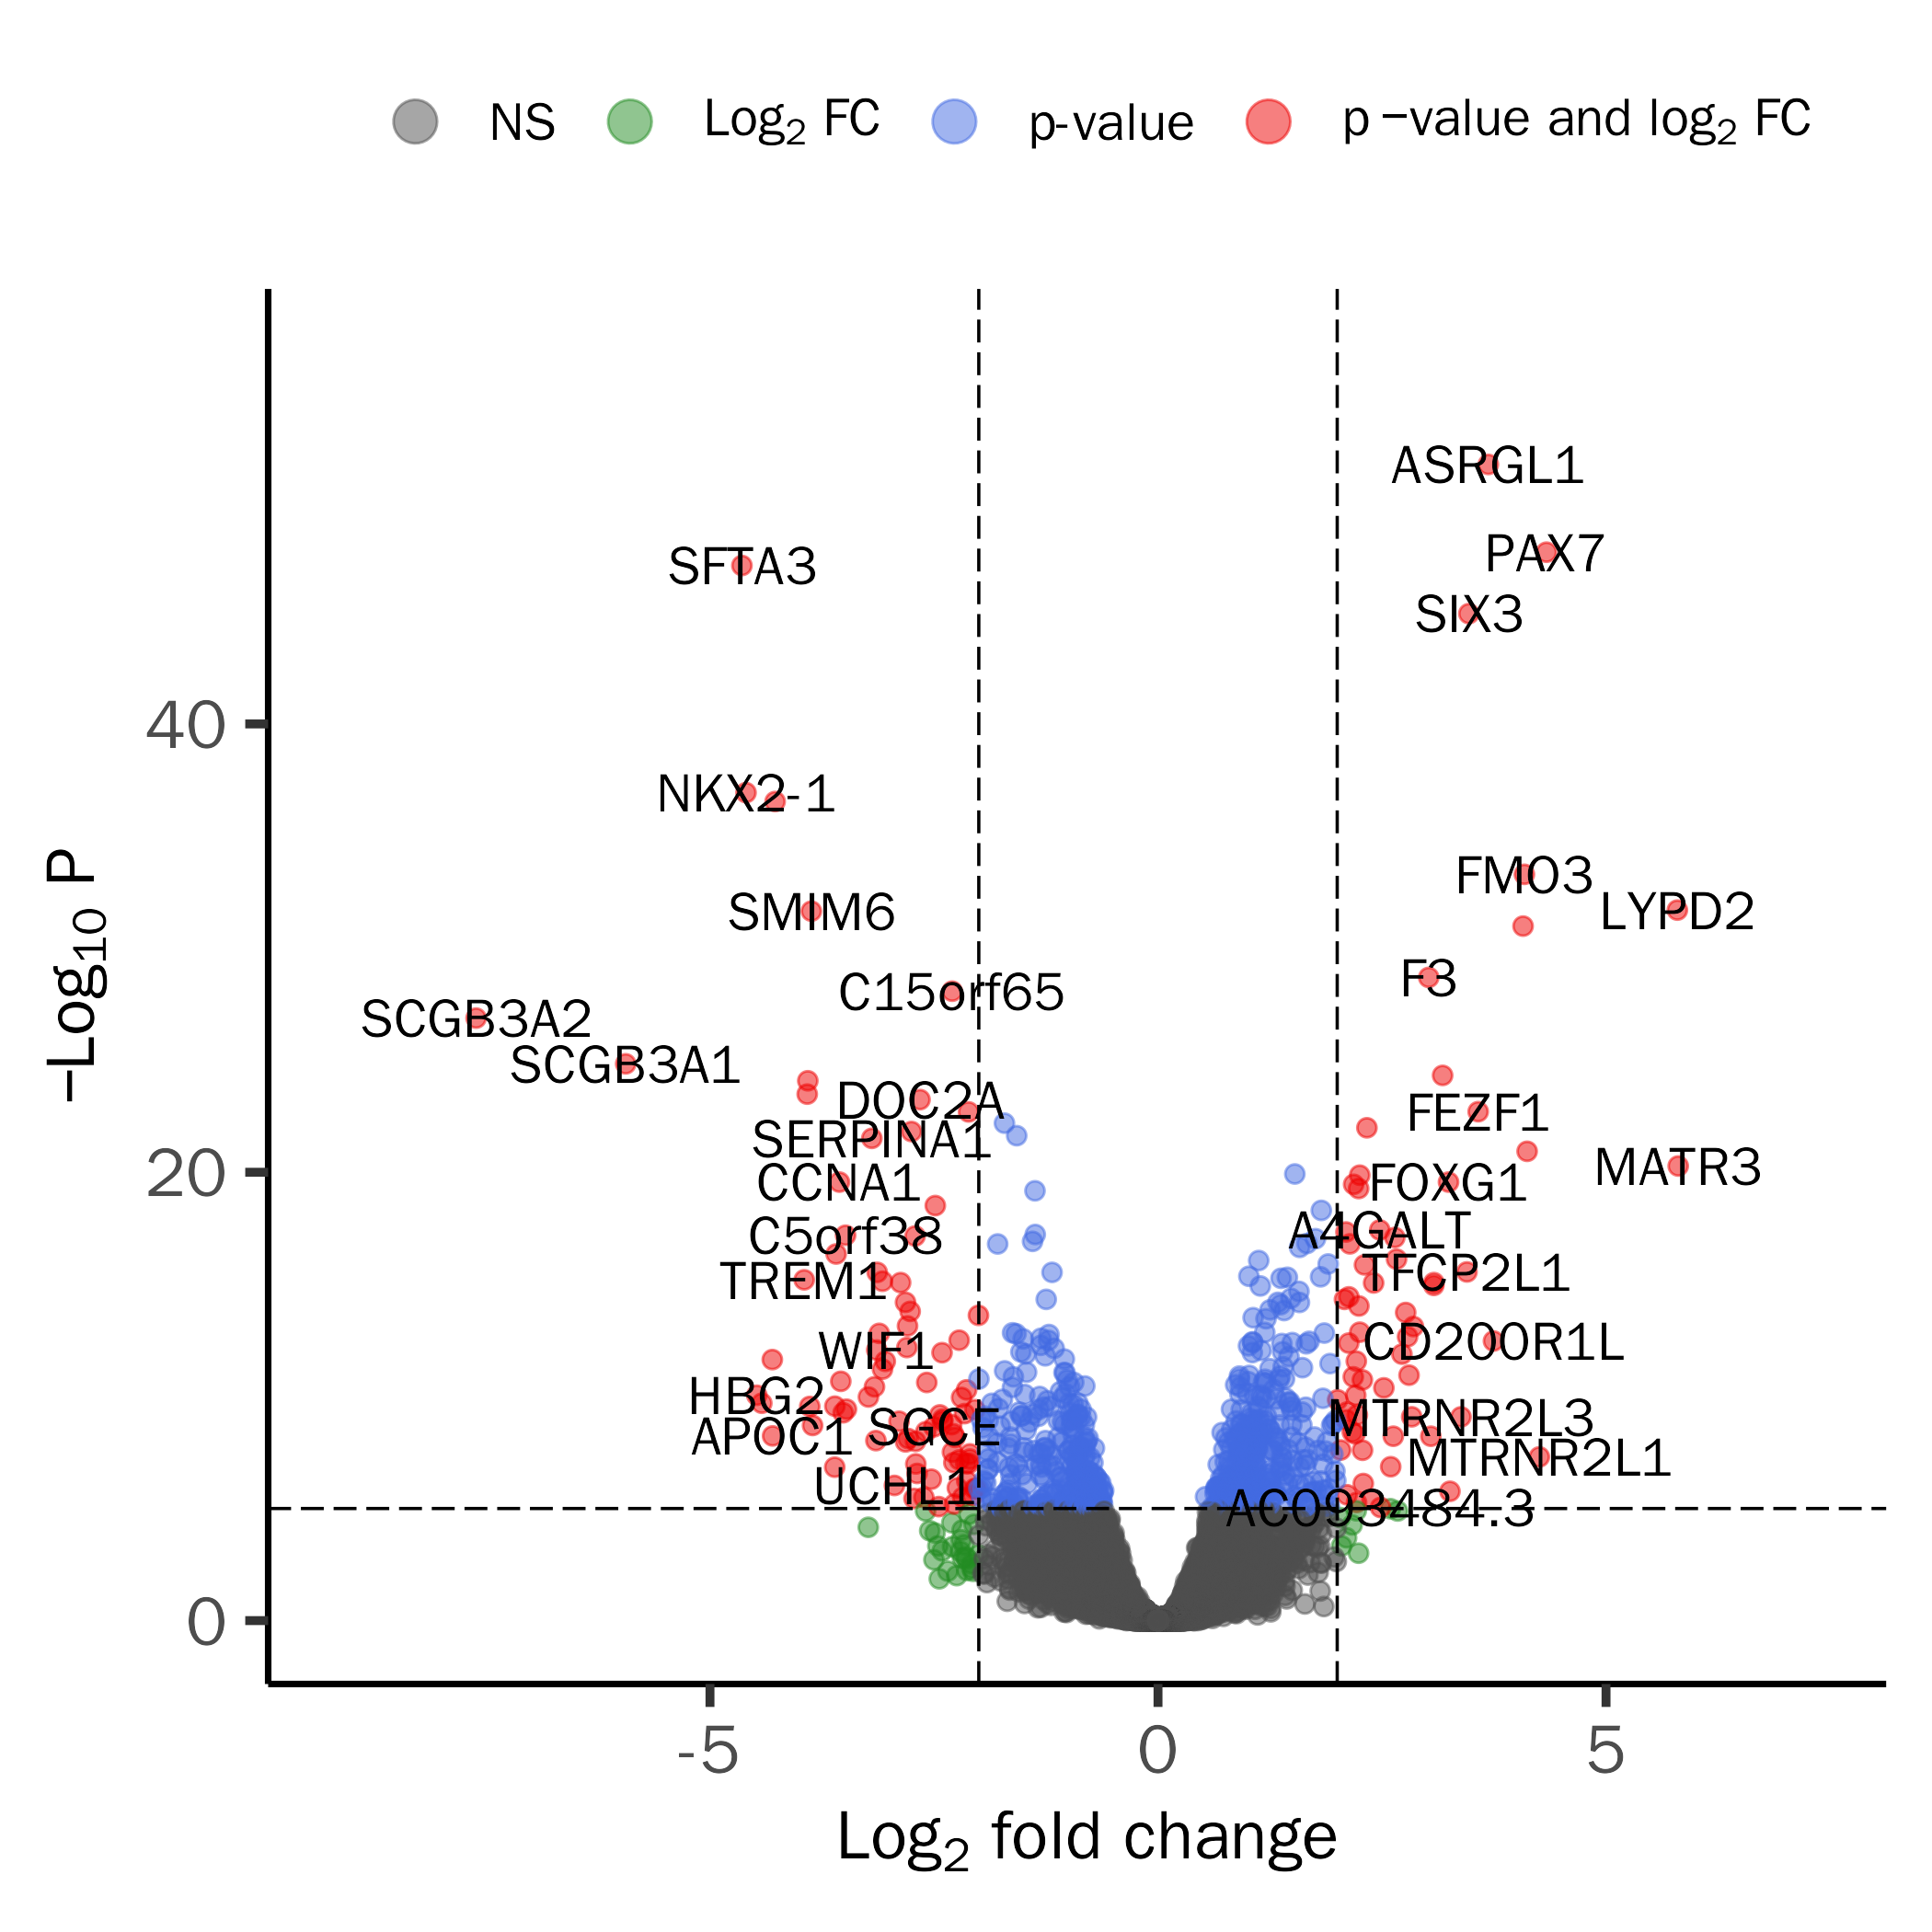 NS
Log2 FC
p-value
p −value and log2 FC
ASRGL1
PAX7
SFTA3
SIX3
40
NKX2-1
FMO3
SMIM6
LYPD2
F3
C15orf65
SCGB3A2
SCGB3A1
DOC2A
FEZF1
SERPINA1
20
MATR3
CCNA1
FOXG1
C5orf38
A4GALT
TREM1
TFCP2L1
WIF1
CD200R1L
HBG2
SGCE
MTRNR2L3
APOC1
MTRNR2L1
UCHL1
AC093484.3
0
−Log10 P
-5
0
5
Log2 fold change